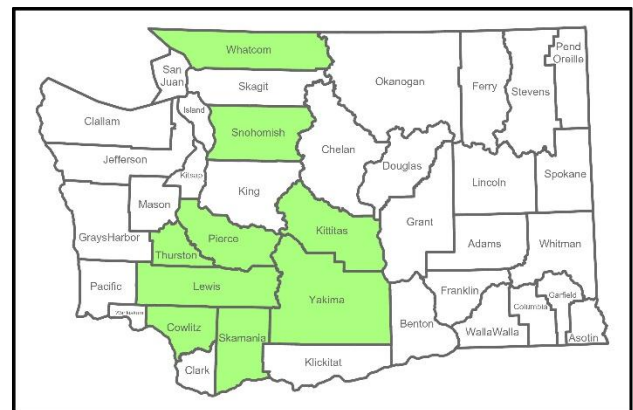 Whatcom
San
Juan
Skagit
Okanogan
Ferry
Stevens
Pend
Oreille
Island
Clallam
Snohomish
Chelan
Douglas
Jefferson
Kitsap
King
Lincoln
Spokane
Mason
GraysHarbor
Kittitas
Grant
Pierce
Thurston
Adams
Whitman
Pacific
Lewis
Yakima
Franklin
Garfield
Columbia
Benton
WallaWalla
Asotin
Cowlitz
Skamania
Klickitat
Clark